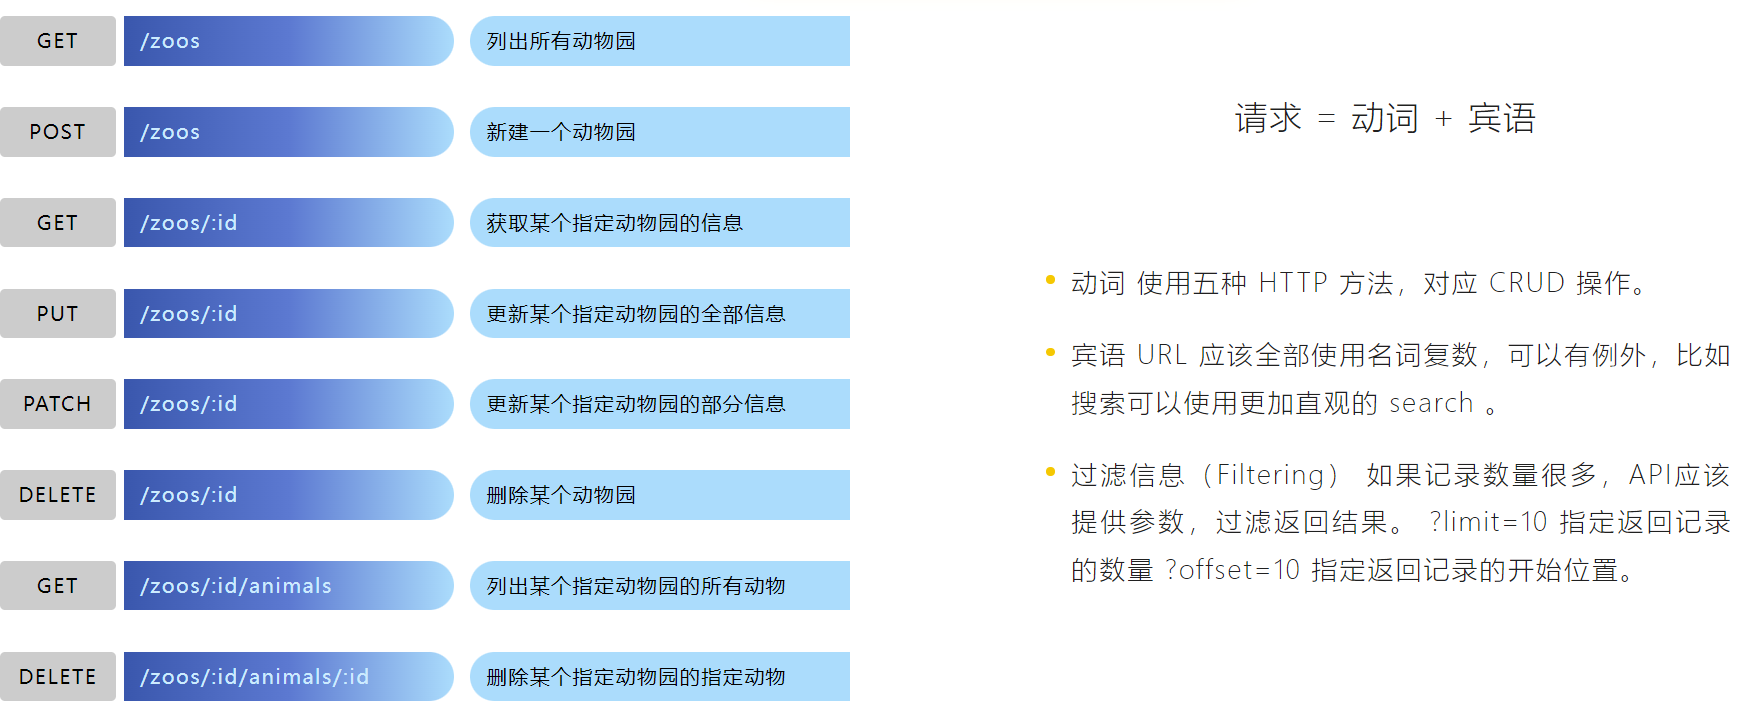 GET /zoos 列出所有动物园
POST /zoos 新建一个动物园
GET /zoos/:id 获取某个指定动物园的信息
PUT /zoos/:id 更新某个指定动物园的全部信息
PATCH /zoos/:id 更新某个指定动物园的部分信息
DELETE /zoos/:id 删除某个动物园
GET /zoos/:id/animals 列出某个指定动物园的所有动物
DELETE /zoos/:id/animals/:id 删除某个指定动物园的指定动物
请求 = 动词 + 宾语
动词 使用五种 HTTP 方法，对应 CRUD 操作。
宾语 URL 应该全部使用名词复数，可以有例外，比如
搜索可以使用更加直观的 search 。
过滤信息（Filtering） 如果记录数量很多，API应该
提供参数，过滤返回结果。 ?limit=10 指定返回记录
的数量 ?offset=10 指定返回记录的开始位置。